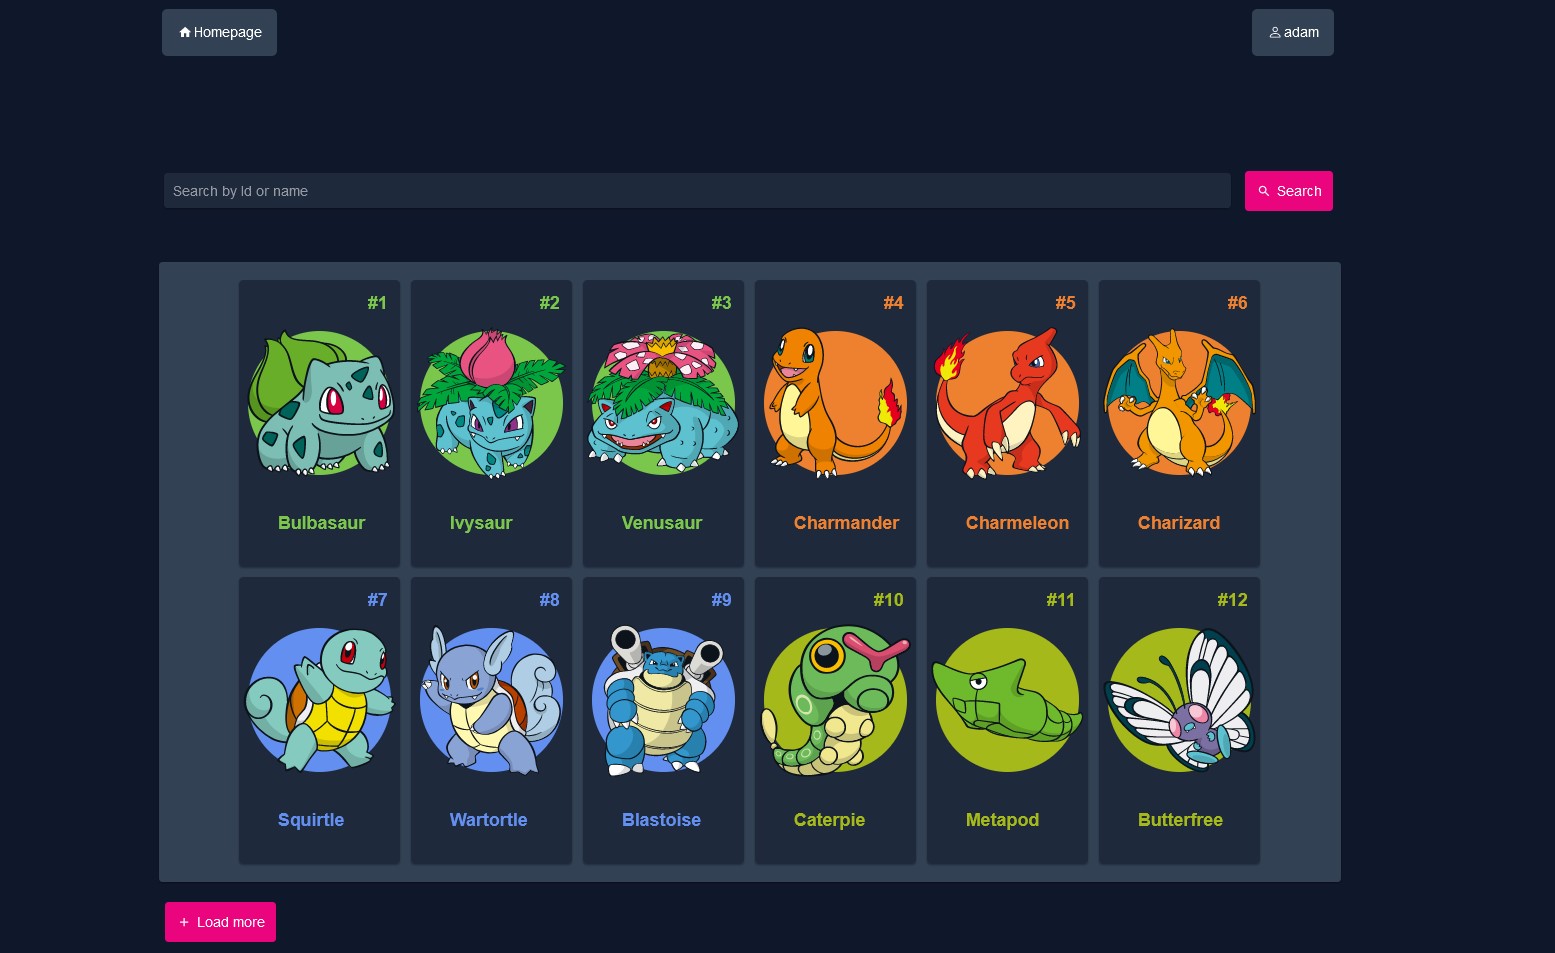 Homepage
adam
Search by id or name
Search
#1
#2
#3
#4
#5
#6
Bulbasaur
Ivysaur
Venusaur
Charmander
Charmeleon
Charizard
#7
#8
#9
#10
#11
#12
Squirtle
Wartortle
Blastoise
Caterpie
Metapod
Butterfree
+ Load more